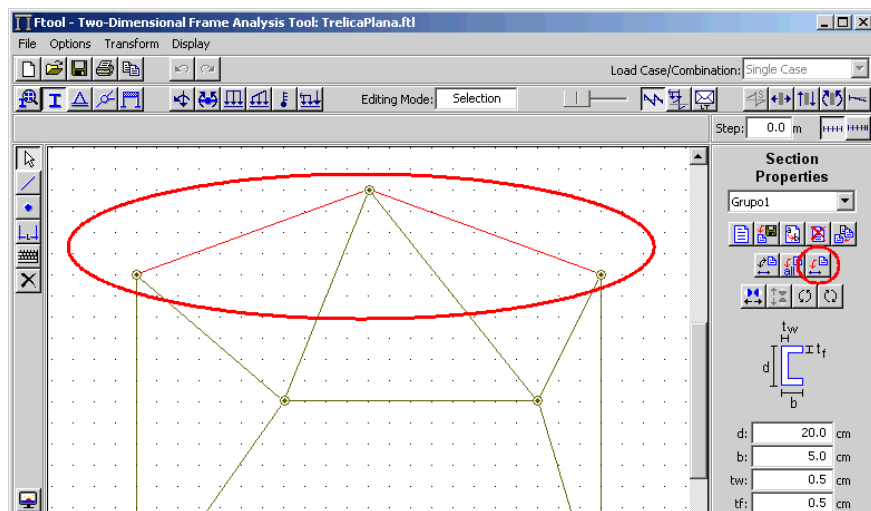 Ftool - Two-Dimensional Frame Analysis Tool: TrelicaPlana.ftl
File Options Transform Display
Load Case/Combination: Single Case
Editing Mode: Selection
LT
Step: 0.0 m
Section
Properties
Grupo1
all
tw
tf
d
b
d: 20.0 cm
b: 5.0 cm
tw: 0.5 cm
tf: 0.5 cm